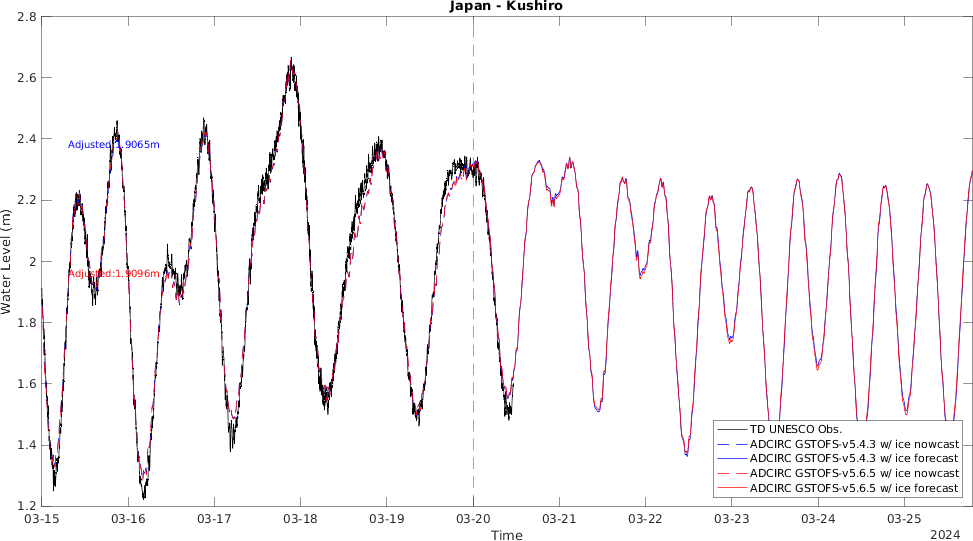 Japan - Kushiro
2.8
2.6
2.4
2.2
2
1.8
1.6
1.4
1.2
Water Level (m)
Adjusted:1.9065m
Adjusted:1.9096m
TD UNESCO Obs.
ADCIRC GSTOFS-v5.4.3 w/ ice nowcast
ADCIRC GSTOFS-v5.4.3 w/ ice forecast
ADCIRC GSTOFS-v5.6.5 w/ ice nowcast
ADCIRC GSTOFS-v5.6.5 w/ ice forecast
03-15 03-16 03-17 03-18 03-19 03-20 03-21 03-22 03-23 03-24 03-25
Time
2024